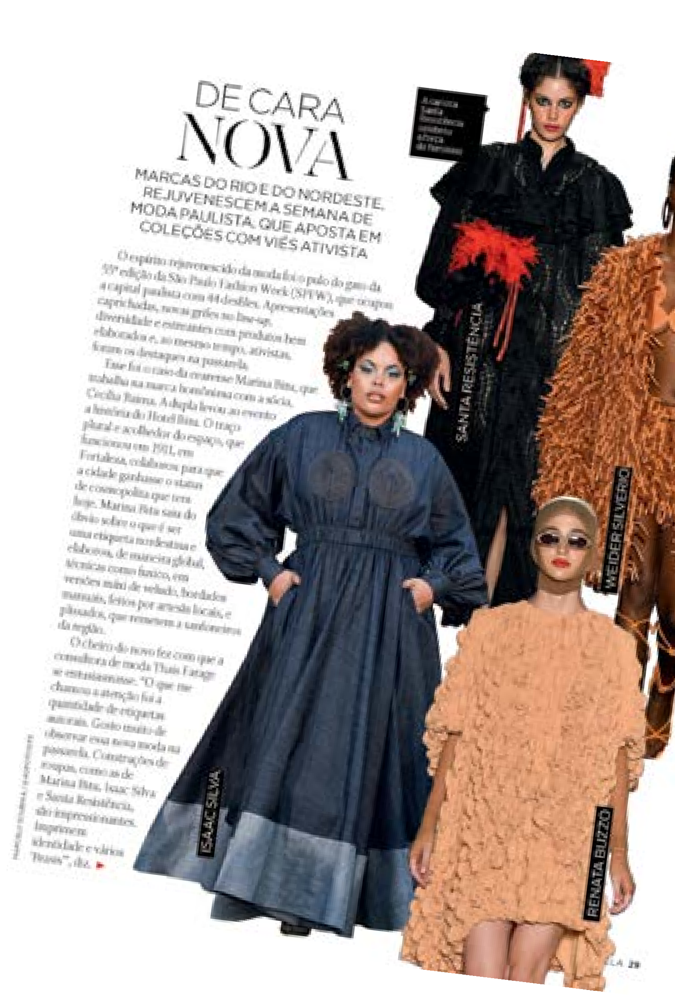 DE CARA
NOVA
MARCAS DO RIO E DO NORDESTE,
REJUVENESCEM A SEMANA DE
MODA PAULISTA, QUE APOSTA EM
COLEÇÕES COM VIÉS ATIVISTA
O espírito rejuvenescido da moda foi o pulo do gato da
55ª edição da São Paulo Fashion Week (SPFW), que ocupou
a capital paulista com 44 desfiles. Apresentações
caprichadas, novas grifes no line-up,
diversidade e estreantes com produtos bem
elaborados e, ao mesmo tempo, ativistas,
foram os destaques na passarela.
Esse foi o caso da cearense Marina Bitu, que
trabalha na marca homônima com a sócia,
Cecília Baima. A dupla levou ao evento
a história do Hotel Bitu. O traço
plural e acolhedor do espaço, que
funcionou em em
Fortaleza, colaborou para que
a cidade ganhasse o status
de cosmopolita que tem
hoje. Marina Bitu saiu do
óbvio sobre o que é ser
uma etiqueta nordestina e
elaborou, de maneira global,
técnicas como em
versões míni de veludo, bordados
manuais, feitos por artesãs locais, e
plissados, que remetem a sanfoneiros
da região.
O cheiro do novo fez com que a
consultora de moda Thais Farage
se entusiasmasse. "O que me
chamou a atenção foi a
quantidade de etiquetas
autorais. Gosto muito de
observar essa nova moda na
passarela. Construções de
roupas, como as de
Marina Bitu, Isaac Silva
e Santa Resistência,
são impressionantes.
Imprimem
identidade e vários
'Brasis'", diz.
SANTA RESISTÊNCIA
WEIDER SILVERIO
ISAAC SILVA
RENATA BUZZO
29